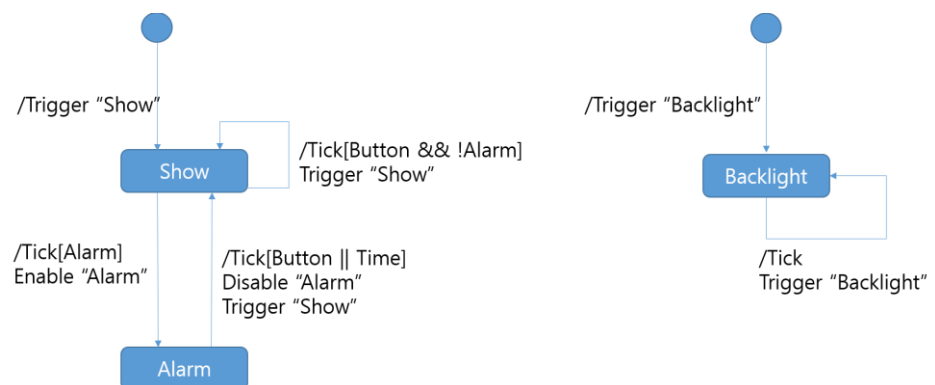 /Trigger “Show”
Show
/Tick[Button && !Alarm]
Trigger “Show”
/Tick[Alarm]
Enable “Alarm”
/Tick[Button || Time]
Disable “Alarm”
Trigger “Show”
Alarm
/Trigger “Backlight”
Backlight
/Tick
Trigger “Backlight”